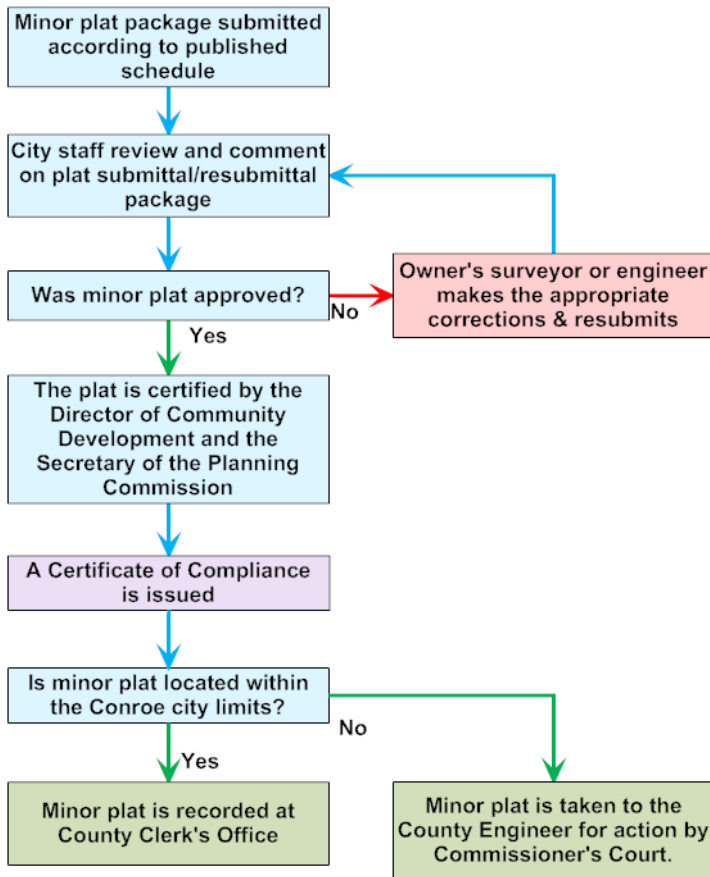 Minor plat package submitted
according to published
schedule
City staff review and comment
on plat submittal/resubmittal
package
Was minor plat approved?
No
Owner's surveyor or engineer
makes the appropriate
corrections & resubmits
Yes
The plat is certified by the
Director of Community
Development and the
Secretary of the Planning
Commission
A Certificate of Compliance
is issued
Is minor plat located within
the Conroe city limits?
No
Yes
Minor plat is recorded at
County Clerk's Office
Minor plat is taken to the
County Engineer for action by
Commissioner's Court.